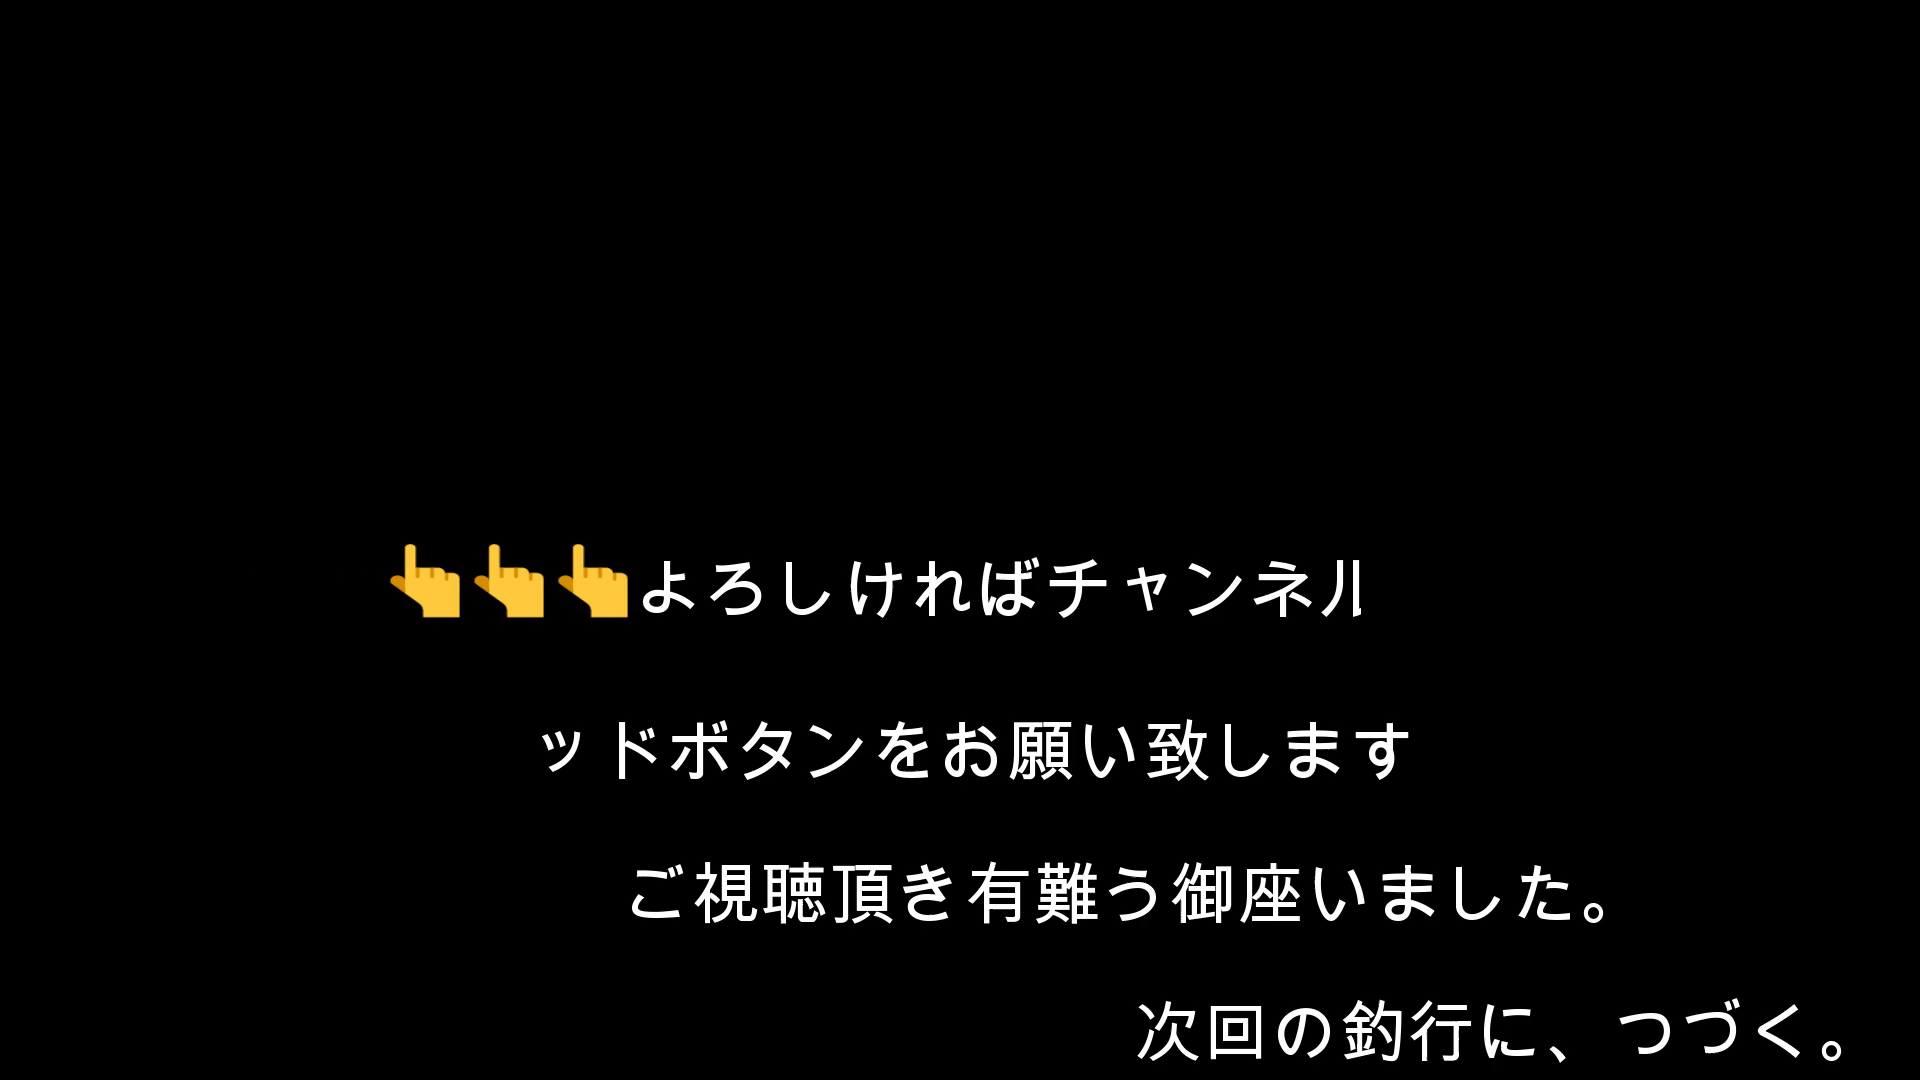 👆👆👆よろしければチャンネル
ッドボタンをお願い致します
ご視聴頂き有難う御座いました。
次回の釣行に、つづく。